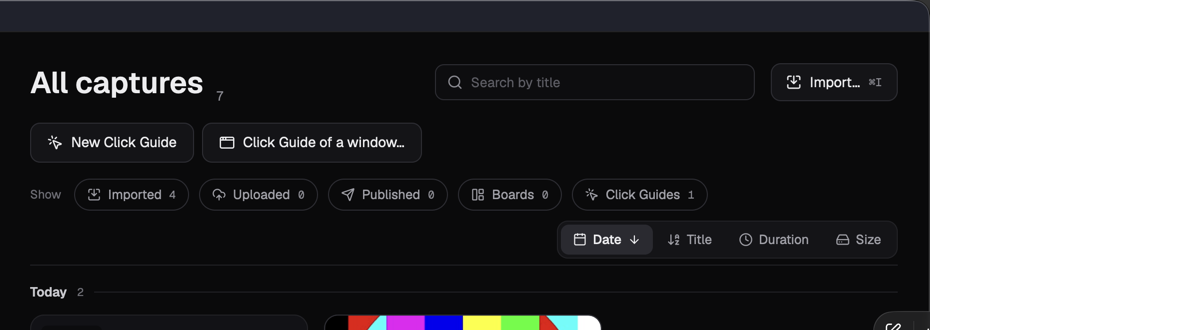 All captures 7
Search by title
Import... ⌘I
New Click Guide
Click Guide of a window...
Show
Imported 4
Uploaded 0
Published 0
Boards 0
Click Guides 1
Date ↓
Title
Duration
Size
Today 2